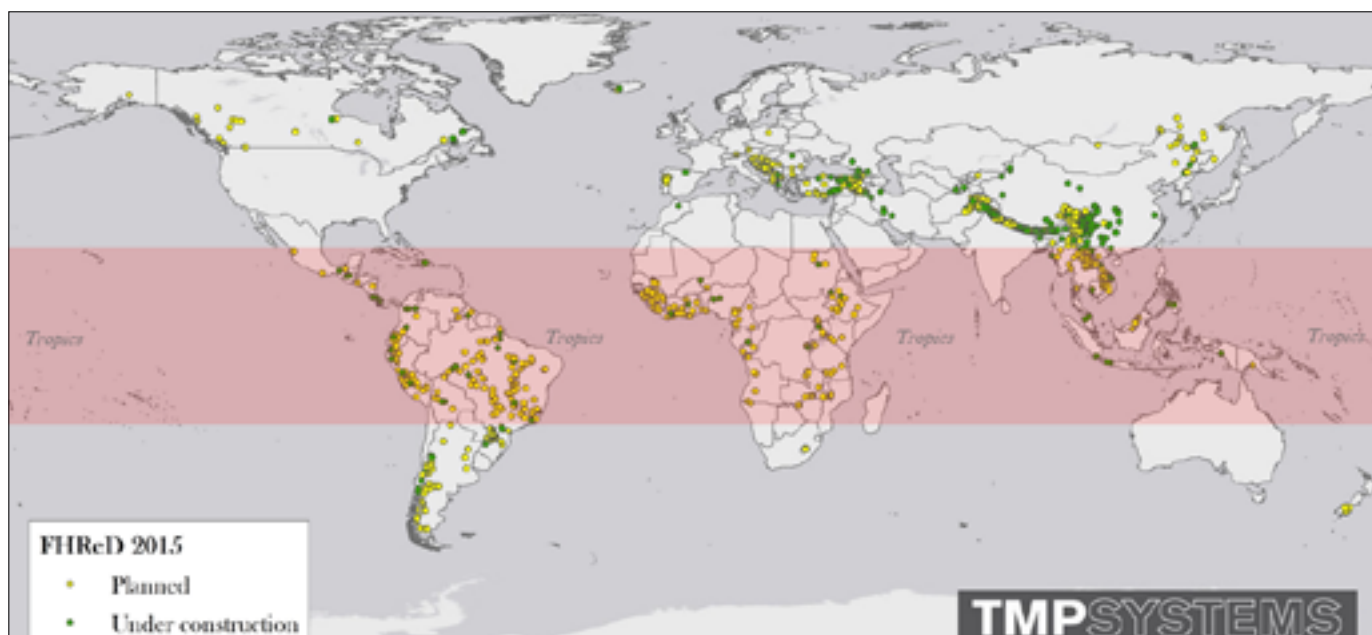 Tropics
Tropics
Tropics
Tropics
FHReD 2015
Planned
Under construction
TMPSYSTEMS